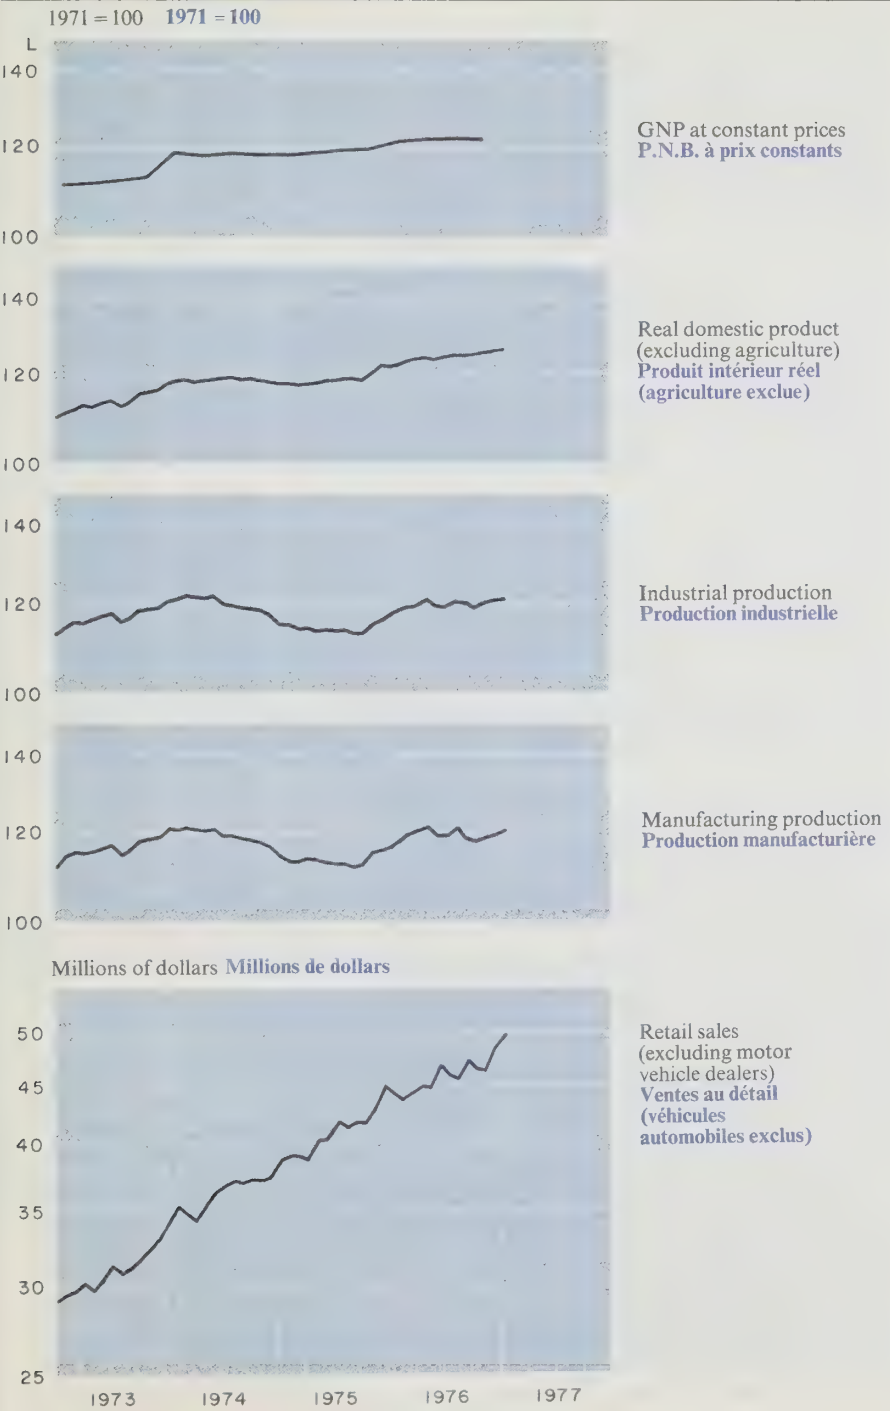 1971 = 100 1971 = 100
L
140
120
100
GNP at constant prices
P.N.B. à prix constants
140
120
100
Real domestic product
(excluding agriculture)
Produit intérieur réel
(agriculture exclue)
140
120
100
Industrial production
Production industrielle
140
120
100
Manufacturing production
Production manufacturière
Millions of dollars Millions de dollars
50
45
40
35
30
25
Retail sales
(excluding motor
vehicle dealers)
Ventes au détail
(véhicules
automobiles exclus)
1973 1974 1975 1976 1977